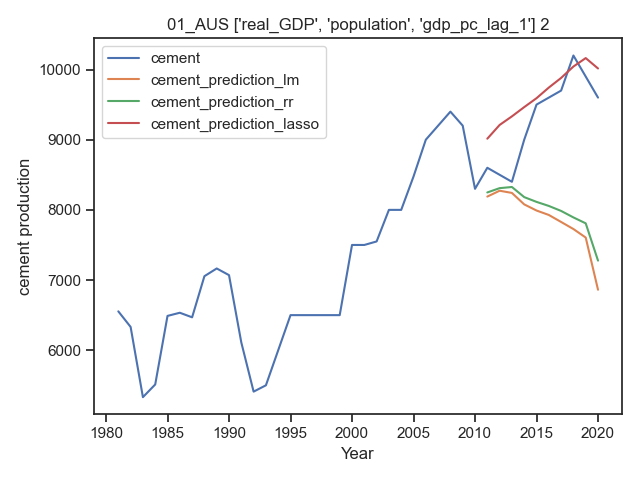 01_AUS ['real_GDP', 'population', 'gdp_pc_lag_1'] 2
cement
cement_prediction_lm
cement_prediction_rr
cement_prediction_lasso
10000
9000
8000
7000
6000
cement production
1980 1985 1990 1995 2000 2005 2010 2015 2020
Year